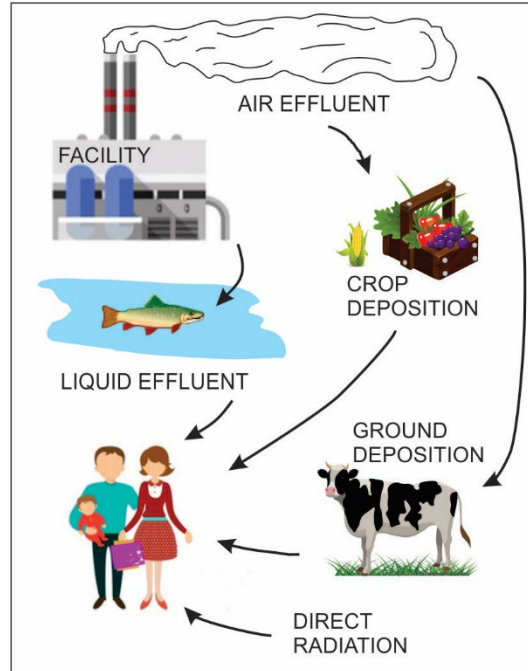 AIR EFFLUENT
FACILITY
CROP
DEPOSITION
LIQUID EFFLUENT
GROUND
DEPOSITION
DIRECT
RADIATION